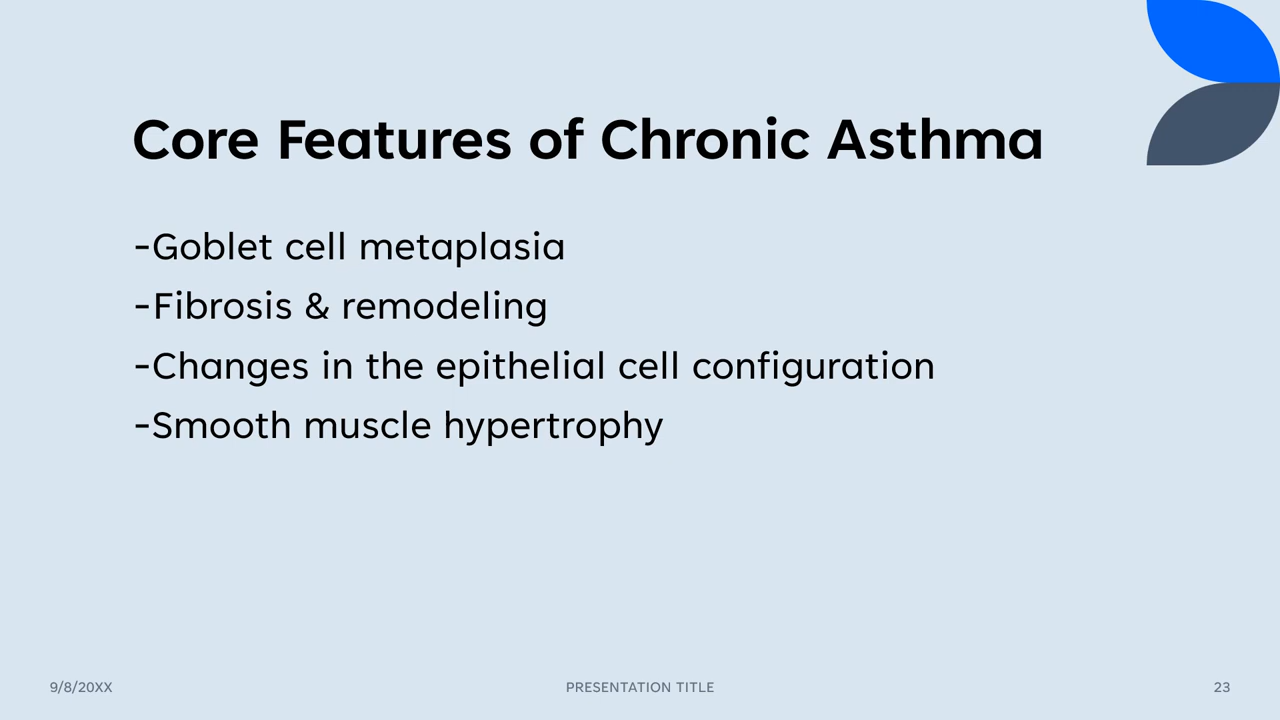 Core Features of Chronic Asthma
-Goblet cell metaplasia
-Fibrosis & remodeling
-Changes in the epithelial cell configuration
-Smooth muscle hypertrophy
9/8/20XX
PRESENTATION TITLE
23